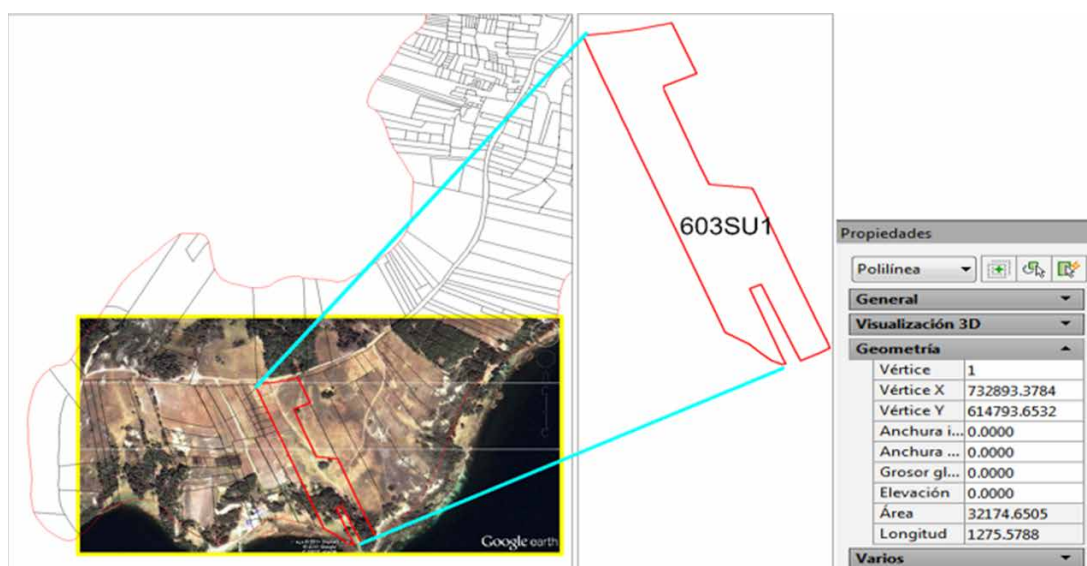 603SU1
Google earth
Propiedades
Polilínea
General
Visualización 3D
Geometría
Vértice 1
Vértice X 732893.3784
Vértice Y 614793.6532
Anchura i... 0.0000
Anchura ... 0.0000
Grosor gl... 0.0000
Elevación 0.0000
Área 32174.6505
Longitud 1275.5788
Varios